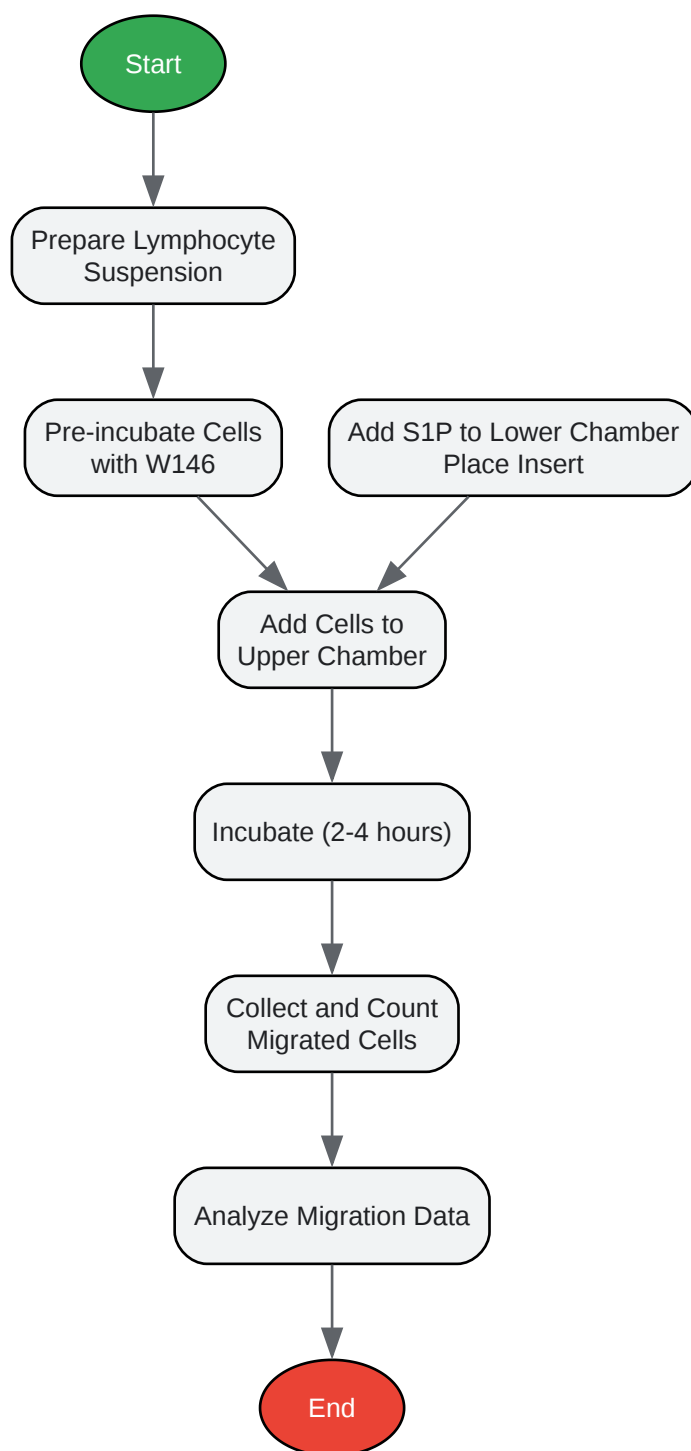 Start
Prepare Lymphocyte
Suspension
Pre-incubate Cells
with W146
Add S1P to Lower Chamber
Place Insert
Add Cells to
Upper Chamber
Incubate (2-4 hours)
Collect and Count
Migrated Cells
Analyze Migration Data
End